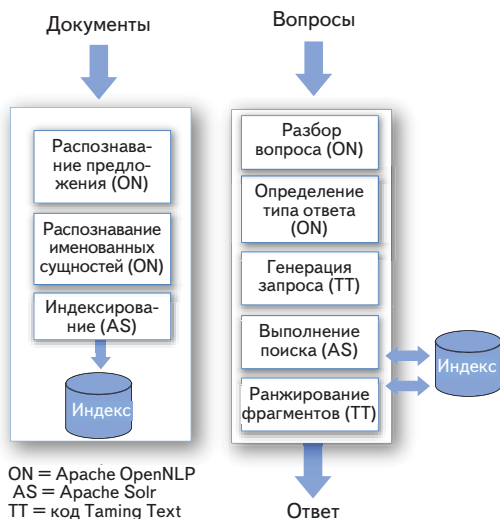 Документы
Распознава-
ние предло-
жения (ON)
Распознавание
именованных
сущностей (ON)
Индексирова-
ние (AS)
Индекс
ON = Apache OpenNLP
AS = Apache Solr
TT = код Taming Text
Вопросы
Разбор
вопроса (ON)
Определение
типа ответа
(ON)
Генерация
запроса (TT)
Выполнение
поиска (AS)
Ранжирование
фрагментов (TT)
Индекс
Ответ